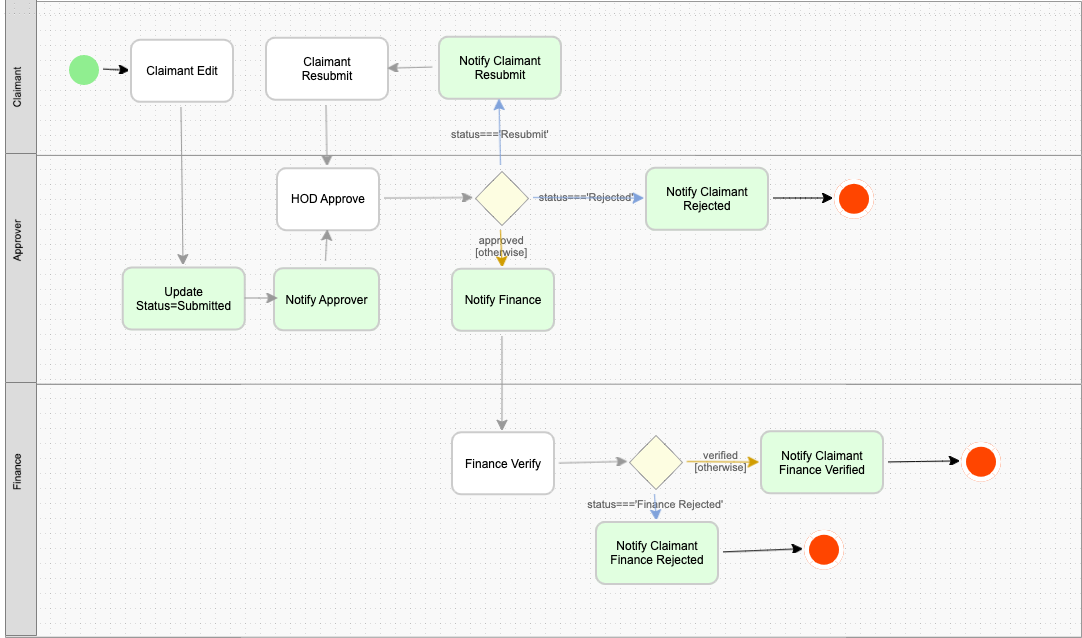 Claimant
Claimant Edit
Claimant
Resubmit
Notify Claimant
Resubmit
status==='Resubmit'
Approver
HOD Approve
status==='Rejected'
Notify Claimant
Rejected
approved
[otherwise]
Update
Status=Submitted
Notify Approver
Notify Finance
Finance
Finance Verify
verified
[otherwise]
Notify Claimant
Finance Verified
status==='Finance Rejected'
Notify Claimant
Finance Rejected